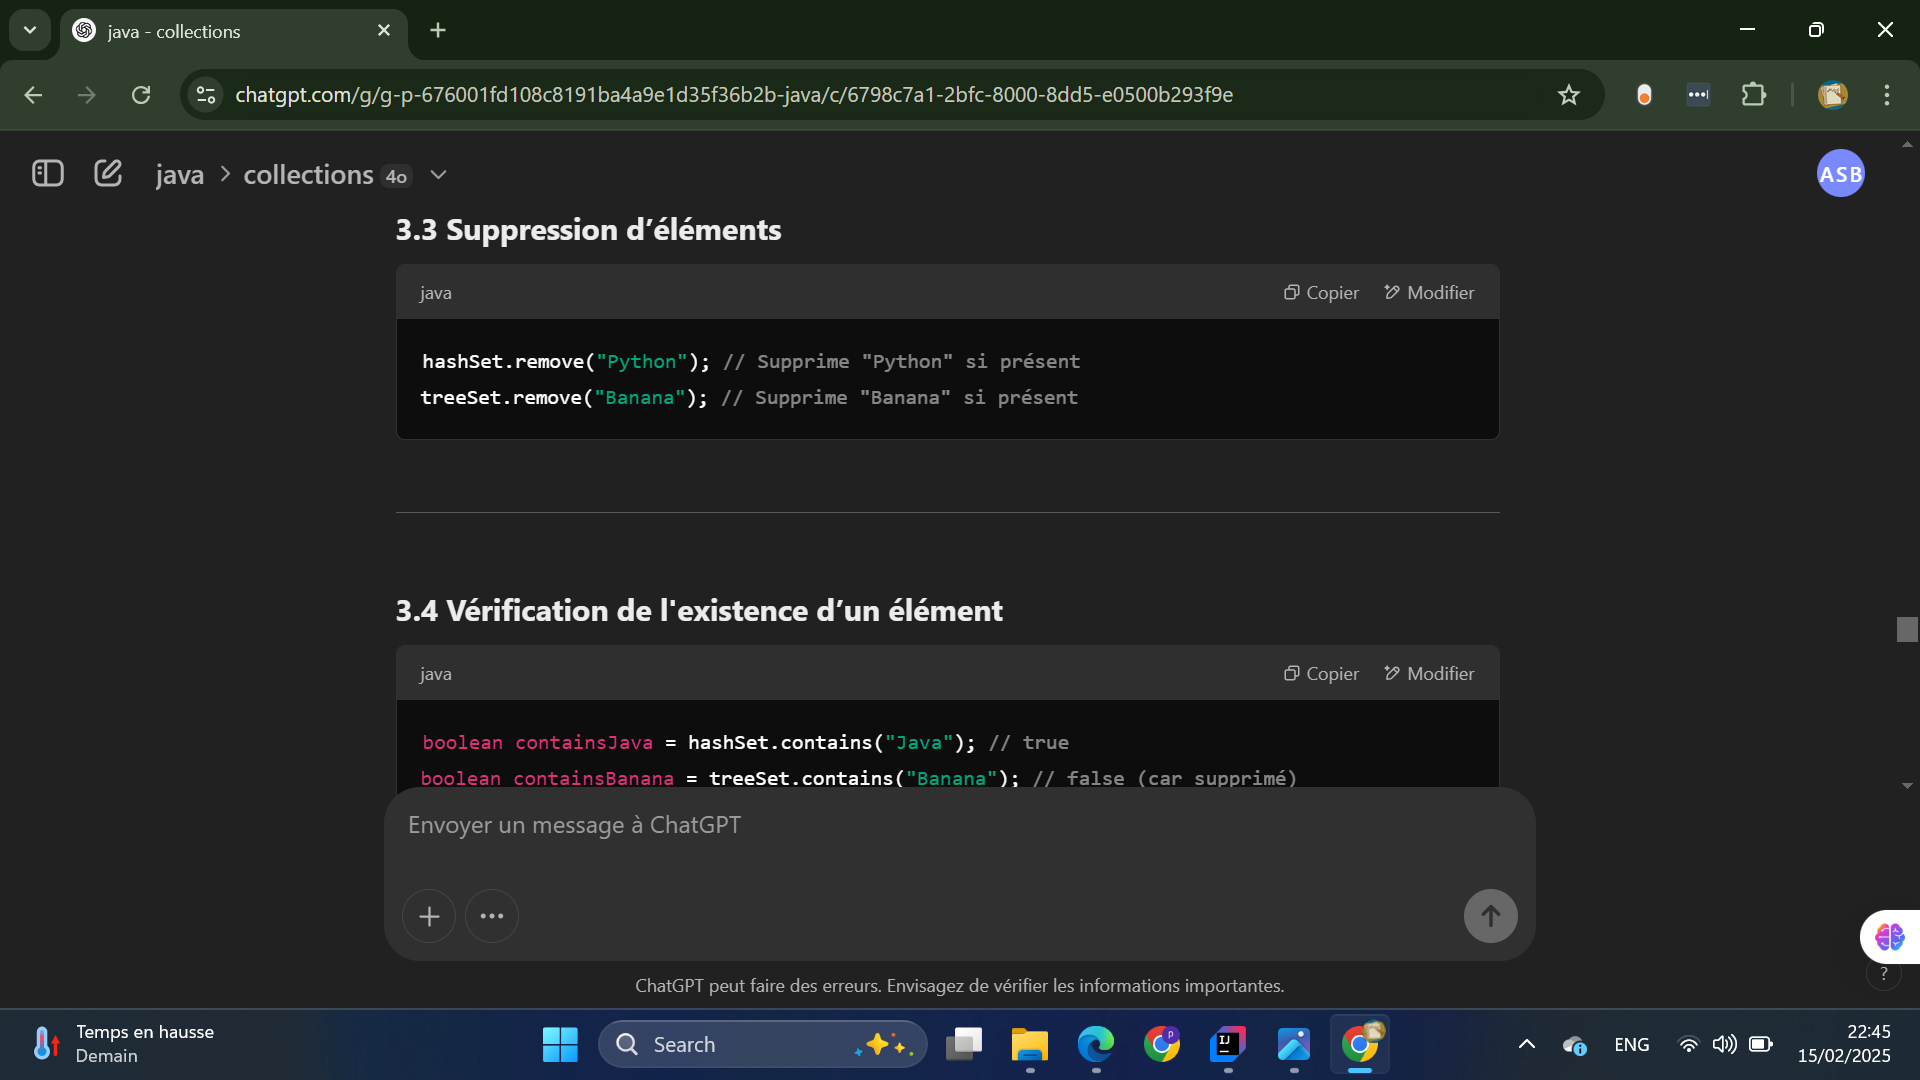 java - collections
chatgpt.com/g/g-p-676001fd108c8191ba4a9e1d35f36b2b-java/c/6798c7a1-2bfc-8000-8dd5-e0500b293f9e
java > collections 4o
ASB
3.3 Suppression d’éléments
java
Copier
Modifier
hashSet.remove("Python"); // Supprime "Python" si présent
treeSet.remove("Banana"); // Supprime "Banana" si présent
3.4 Vérification de l'existence d’un élément
java
Copier
Modifier
boolean containsJava = hashSet.contains("Java"); // true
boolean containsBanana = treeSet.contains("Banana"); // false (car supprimé)
Envoyer un message à ChatGPT
ChatGPT peut faire des erreurs. Envisagez de vérifier les informations importantes.
?
Temps en hausse
Demain
Search
P
IJ
ENG
22:45
15/02/2025